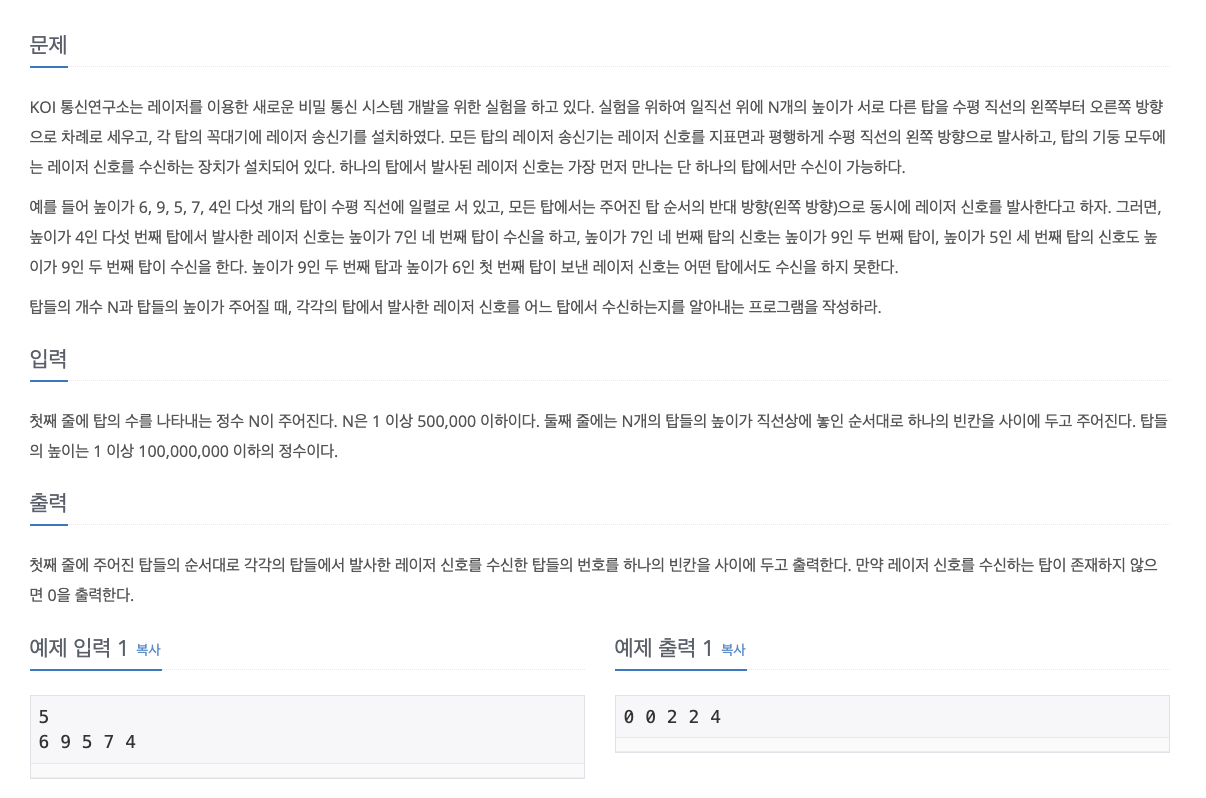 문제
KOI 통신연구소는 레이저를 이용한 새로운 비밀 통신 시스템 개발을 위한 실험을 하고 있다. 실험을 위하여 일직선 위에 N개의 높이가 서로 다른 탑을 수평 직선의 왼쪽부터 오른쪽 방향
으로 차례로 세우고, 각 탑의 꼭대기에 레이저 송신기를 설치하였다. 모든 탑의 레이저 송신기는 레이저 신호를 지표면과 평행하게 수평 직선의 왼쪽 방향으로 발사하고, 탑의 기둥 모두에
는 레이저 신호를 수신하는 장치가 설치되어 있다. 하나의 탑에서 발사된 레이저 신호는 가장 먼저 만나는 단 하나의 탑에서만 수신이 가능하다.
예를 들어 높이가 6, 9, 5, 7, 4인 다섯 개의 탑이 수평 직선에 일렬로 서 있고, 모든 탑에서는 주어진 탑 순서의 반대 방향(왼쪽 방향)으로 동시에 레이저 신호를 발사한다고 하자. 그러면,
높이가 4인 다섯 번째 탑에서 발사한 레이저 신호는 높이가 7인 네 번째 탑이 수신을 하고, 높이가 7인 네 번째 탑의 신호는 높이가 9인 두 번째 탑이, 높이가 5인 세 번째 탑의 신호도 높
이가 9인 두 번째 탑이 수신을 한다. 높이가 9인 두 번째 탑과 높이가 6인 첫 번째 탑이 보낸 레이저 신호는 어떤 탑에서도 수신을 하지 못한다.
탑들의 개수 N과 탑들의 높이가 주어질 때, 각각의 탑에서 발사한 레이저 신호를 어느 탑에서 수신하는지를 알아내는 프로그램을 작성하라.
입력
첫째 줄에 탑의 수를 나타내는 정수 N이 주어진다. N은 1 이상 500,000 이하이다. 둘째 줄에는 N개의 탑들의 높이가 직선상에 놓인 순서대로 하나의 빈칸을 사이에 두고 주어진다. 탑들
의 높이는 1 이상 100,000,000 이하의 정수이다.
출력
첫째 줄에 주어진 탑들의 순서대로 각각의 탑들에서 발사한 레이저 신호를 수신한 탑들의 번호를 하나의 빈칸을 사이에 두고 출력한다. 만약 레이저 신호를 수신하는 탑이 존재하지 않으
면 0을 출력한다.
예제 입력 1 복사
5
6 9 5 7 4
예제 출력 1 복사
0 0 2 2 4